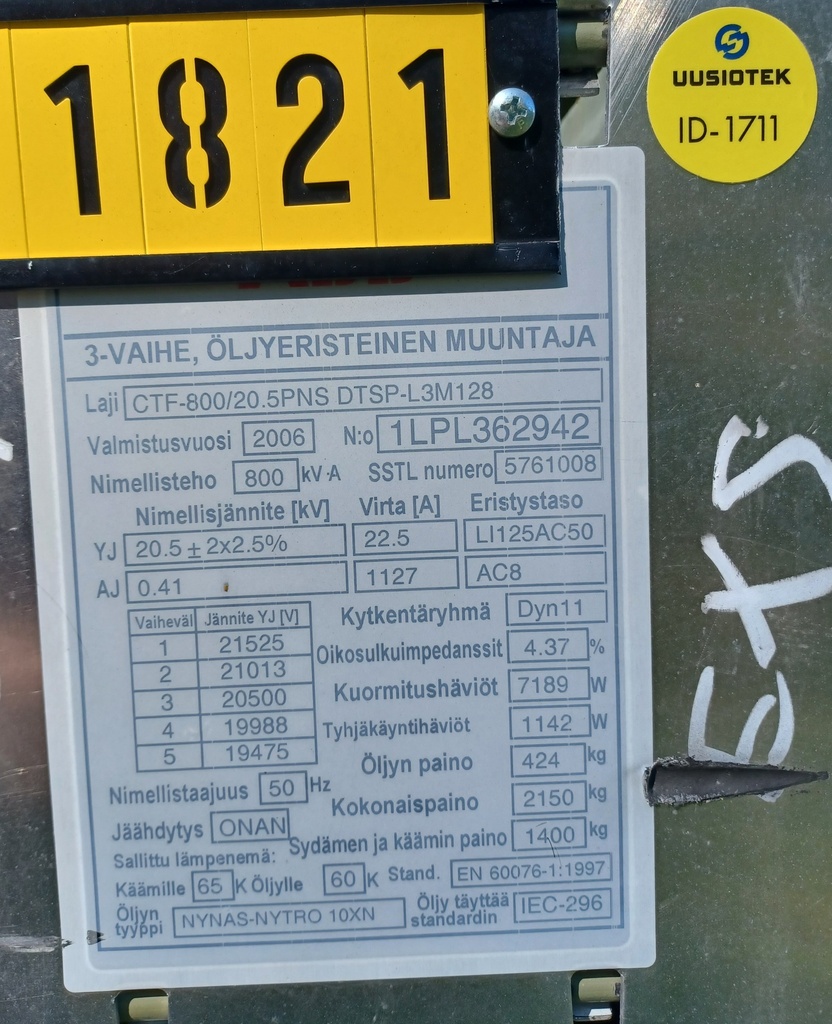 1821
UUSIOTEK
ID-1711
3-VAIHE, ÖLJYERISTEINEN MUUNTAJA
Laji CTF-800/20.5PNS DTSP-L3M128
Valmistusvuosi 2006 N:o 1LPL362942
Nimellisteho 800 kVA SSTL numero 5761008
Nimellisjännite [kV] Virta [A] Eristystaso
YJ 20.5 ± 2x2.5% 22.5 LI125AC50
AJ 0.41 1127 AC8
Vaiheväl Jännite YJ [V]
1 21525
2 21013
3 20500
4 19988
5 19475
Kytkentäryhmä Dyn11
Oikosulkuimpedanssit 4.37 %
Kuormitushäviöt 7189 W
Tyhjäkäyntihäviöt 1142 W
Öljyn paino 424 kg
Nimellistaajuus 50 Hz
Kokonaispaino 2150 kg
Jäähdytys ONAN
Sydämen ja käämin paino 1400 kg
Sallittu lämpenemä:
Käämille 65 K Öljylle 60 K Stand. EN 60076-1:1997
Öljyn tyyppi NYNAS-NYTRO 10XN Öljy täyttää standardin IEC-296